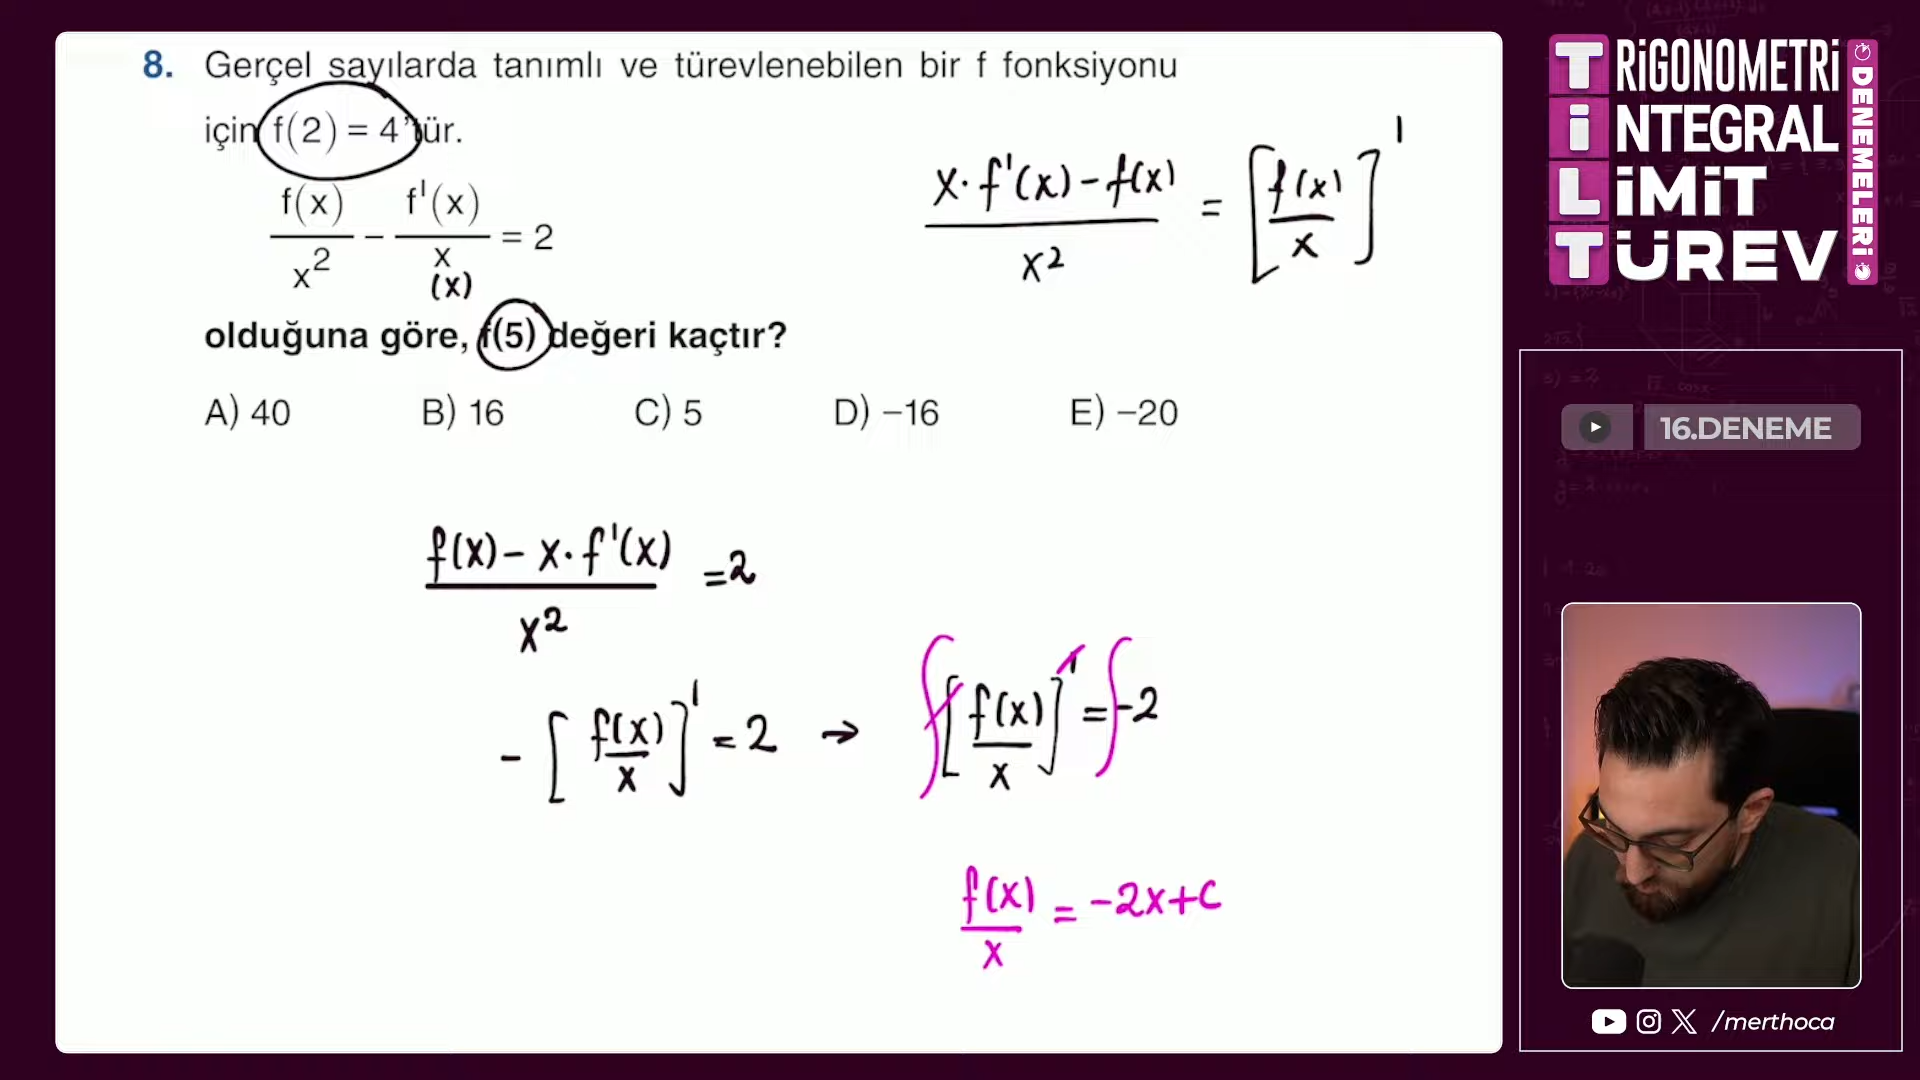 8. Gerçel sayılarda tanımlı ve türevlenebilen bir f fonksiyonu
için f(2) = 4'tür.
f(x)/x² − f'(x)/x = 2
(x)
olduğuna göre, f(5) değeri kaçtır?
A) 40 B) 16 C) 5 D) −16 E) −20
x·f'(x) − f(x) / x² = [f(x)/x]'
f(x) − x·f'(x) / x² = 2
− [f(x)/x]' = 2 → ∫[f(x)/x]' = ∫−2
f(x)/x = −2x+c
TRİGONOMETRİ
İNTEGRAL
LİMİT
TÜREV
DENEMELERİ
16.DENEME
/merthoca